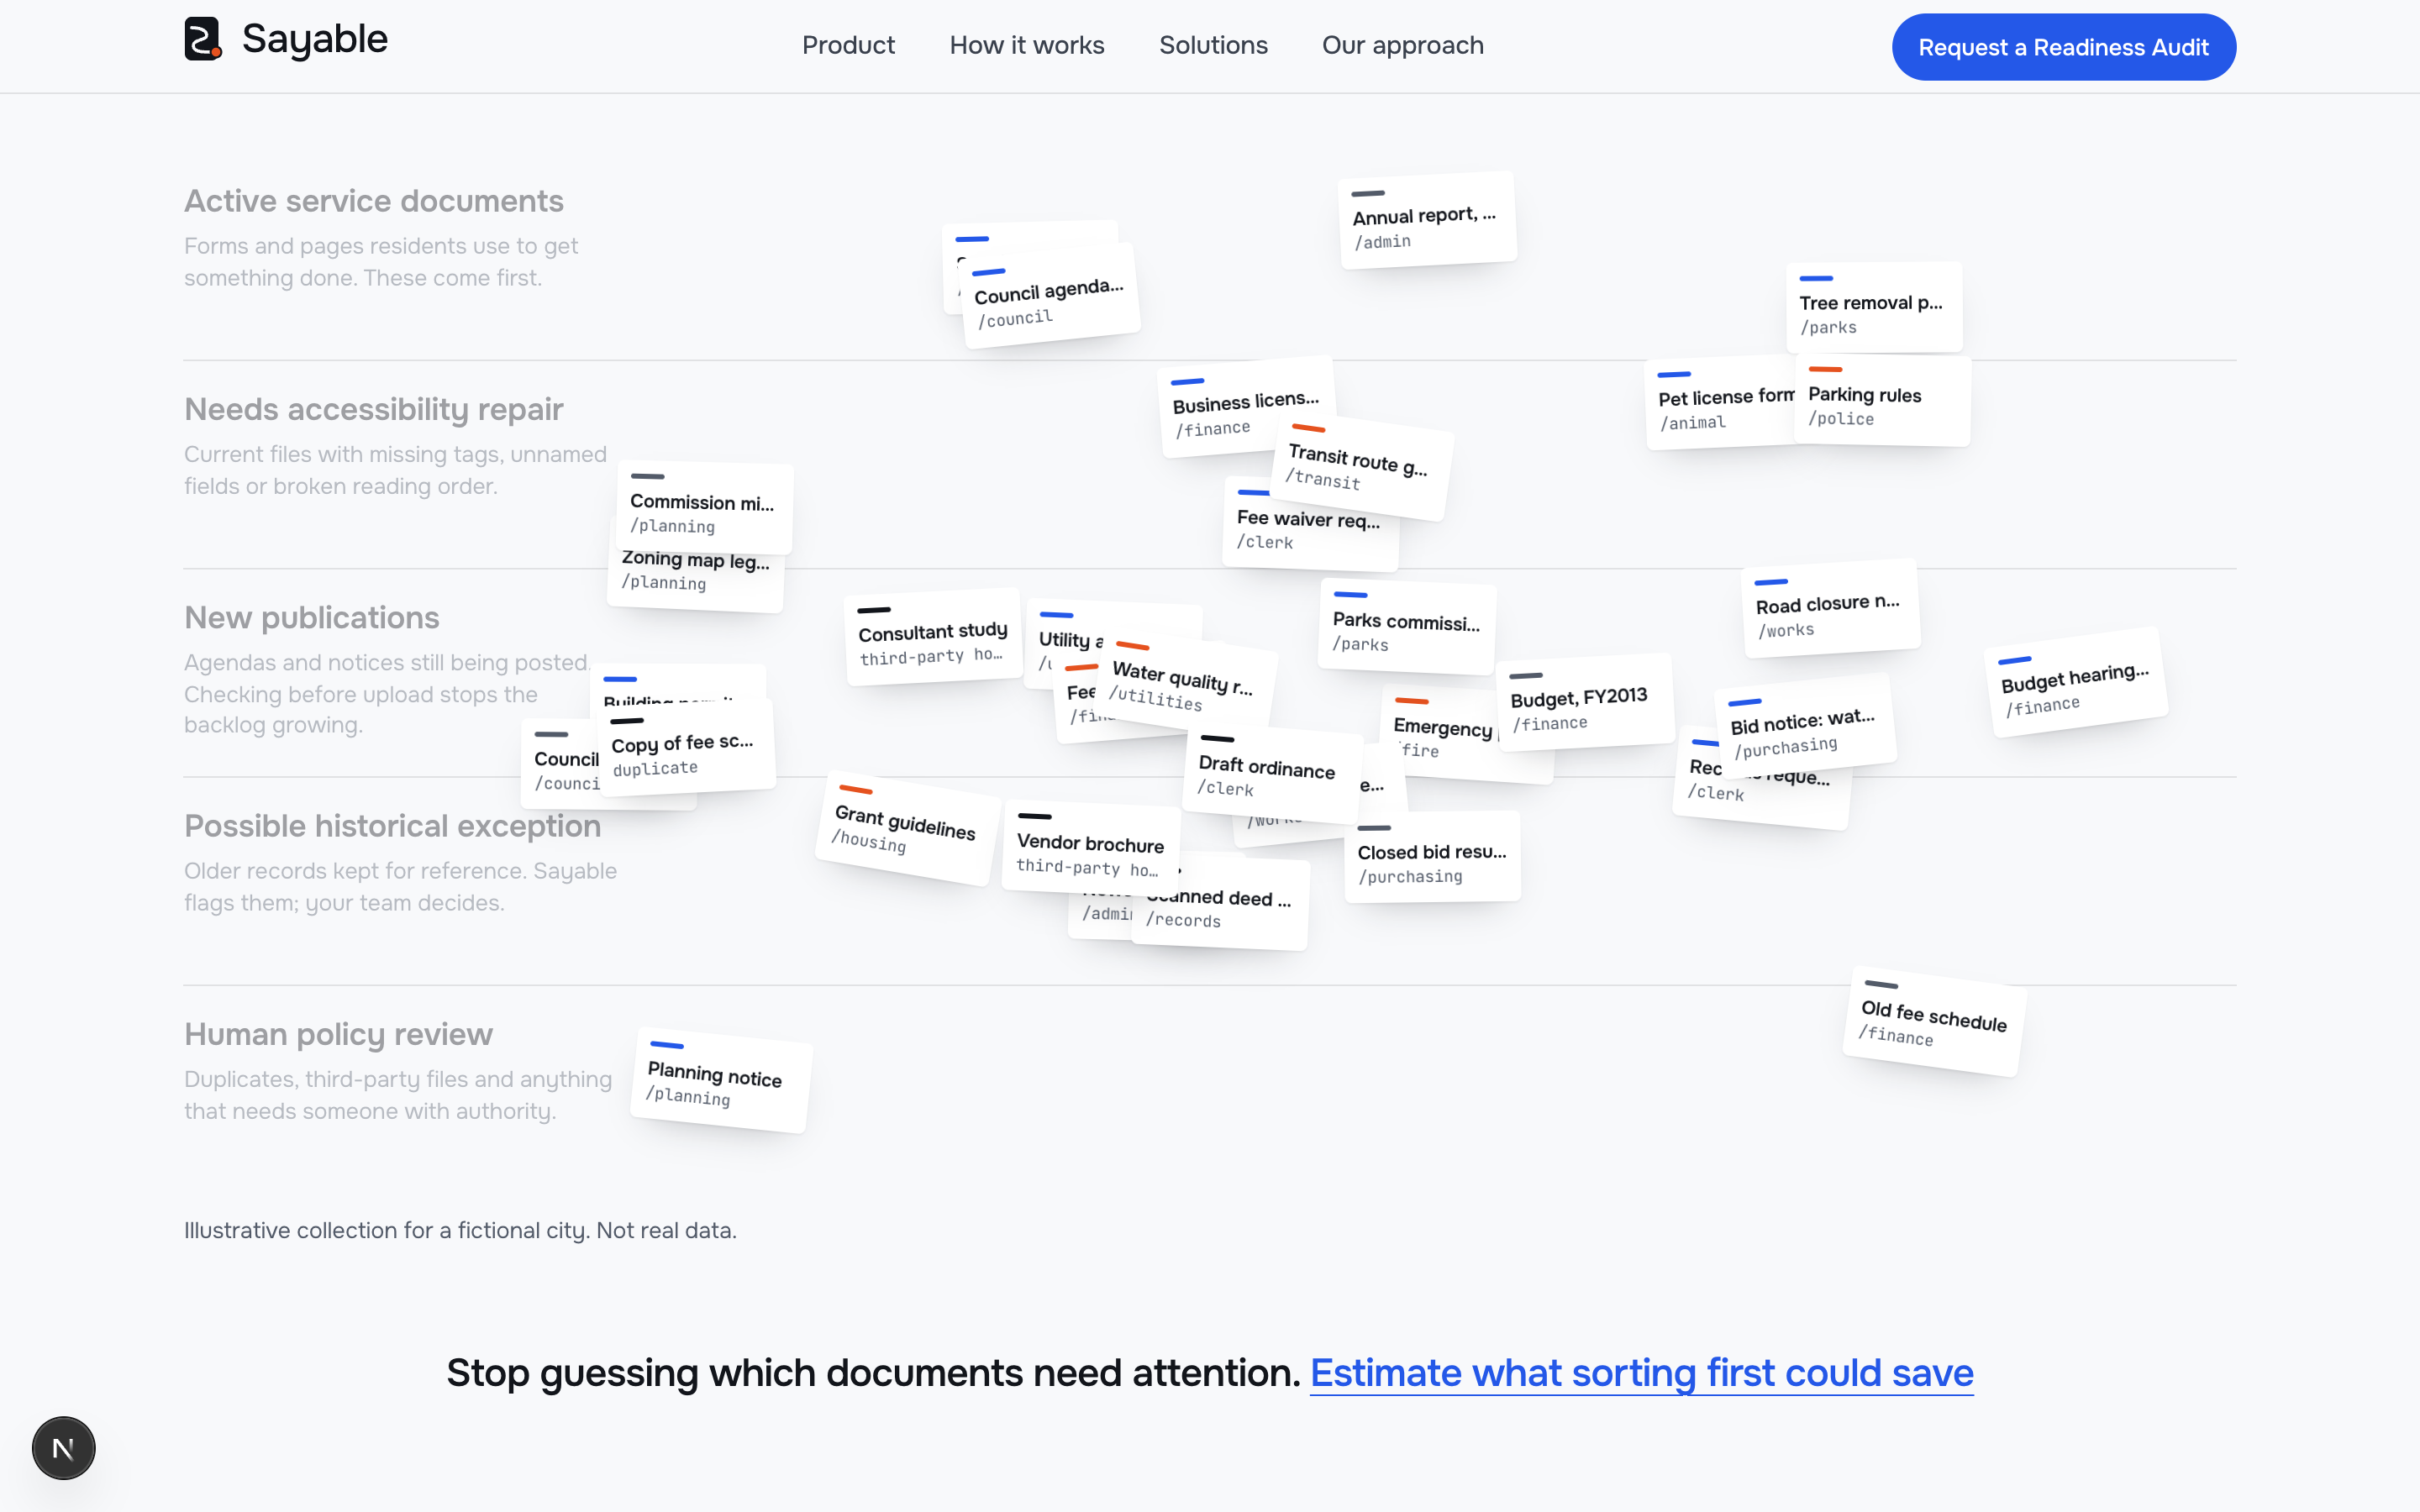 Sayable
Product
How it works
Solutions
Our approach
Request a Readiness Audit
Active service documents
Forms and pages residents use to get
something done. These come first.
Annual report, ...
/admin
Council agenda...
/council
Tree removal p...
/parks
Needs accessibility repair
Current files with missing tags, unnamed
fields or broken reading order.
Business licens...
/finance
Pet license form
/animal
Parking rules
/police
Transit route g...
/transit
Fee waiver req...
/clerk
Commission mi...
/planning
Zoning map leg...
/planning
New publications
Agendas and notices still being posted.
Checking before upload stops the
backlog growing.
Consultant study
third-party ho...
Utility
Water quality r...
/utilities
Fee
Parks commissi...
/parks
Road closure n...
/works
Budget hearing...
/finance
Budget, FY2013
/finance
Emergency
/fire
Bid notice: wat...
/purchasing
/clerk
Building
Council
Copy of fee sc...
duplicate
Draft ordinance
/clerk
Possible historical exception
Older records kept for reference. Sayable
flags them; your team decides.
Grant guidelines
/housing
Vendor brochure
third-party ho...
Closed bid resu...
/purchasing
Scanned deed ...
/records
Human policy review
Duplicates, third-party files and anything
that needs someone with authority.
Planning notice
/planning
Old fee schedule
/finance
Illustrative collection for a fictional city. Not real data.
Stop guessing which documents need attention. Estimate what sorting first could save
N